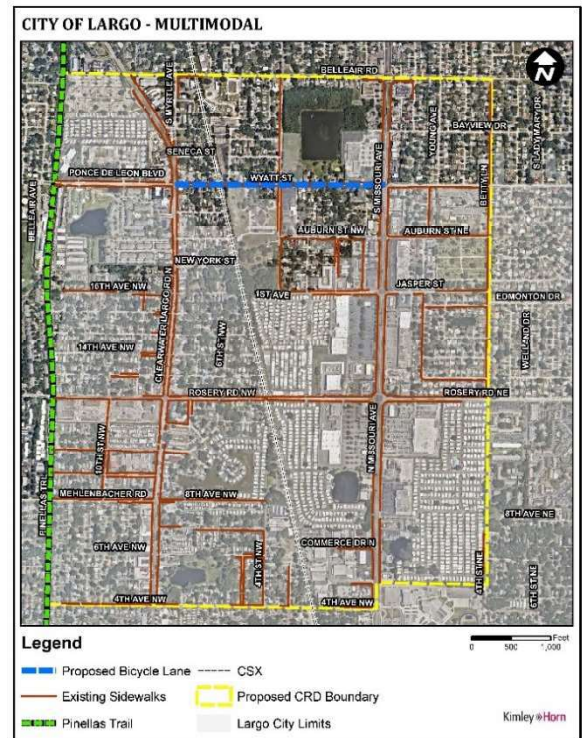 CITY OF LARGO - MULTIMODAL
N
BELLEAIR RD
S MYRTLE AVE
YOUNG AVE
BAYVIEW DR
S LADY MARY DR
SENECA ST
PONCE DE LEON BLVD
WYATT ST
S MISSOURI AVE
BETTY LN
BELLEAIR AVE
AUBURN ST NW
AUBURN ST NE
NEW YORK ST
16TH AVE NW
1ST AVE
JASPER ST
EDMONTON DR
CLEARWATER LARGO RD N
6TH ST NW
14TH AVE NW
WELLAND DR
ROSERY RD NW
ROSERY RD NE
10TH ST NW
N MISSOURI AVE
MEHLENBACHER RD
8TH AVE NW
8TH AVE NE
PINELLAS TRL
6TH AVE NW
4TH ST NW
COMMERCE DR N
4TH ST NE
6TH ST NE
4TH AVE NW
4TH AVE NW
Legend
Feet
0 500 1,000
Proposed Bicycle Lane
CSX
Existing Sidewalks
Proposed CRD Boundary
Pinellas Trail
Largo City Limits
Kimley»Horn